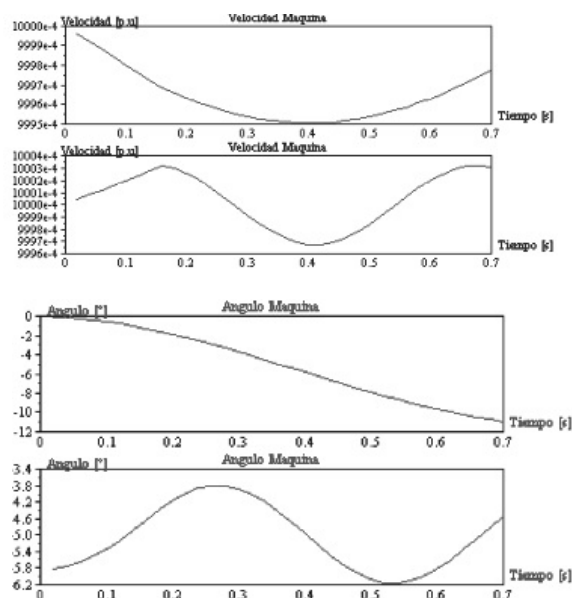 Velocidad [p.u]
Velocidad Maquina
10000e-4
9999e-4
9998e-4
9997e-4
9996e-4
9995e-4
Tiempo [s]
0 0.1 0.2 0.3 0.4 0.5 0.6 0.7
Velocidad [p.u]
Velocidad Maquina
10004e-4
10003e-4
10002e-4
10001e-4
10000e-4
9999e-4
9998e-4
9997e-4
9996e-4
Tiempo [s]
0 0.1 0.2 0.3 0.4 0.5 0.6 0.7
Angulo [°]
Angulo Maquina
0
-2
-4
-6
-8
-10
-12
Tiempo [s]
0 0.1 0.2 0.3 0.4 0.5 0.6 0.7
Angulo [°]
Angulo Maquina
-3.4
-3.8
-4.2
-4.6
-5.0
-5.4
-5.8
-6.2
Tiempo [s]
0 0.1 0.2 0.3 0.4 0.5 0.6 0.7